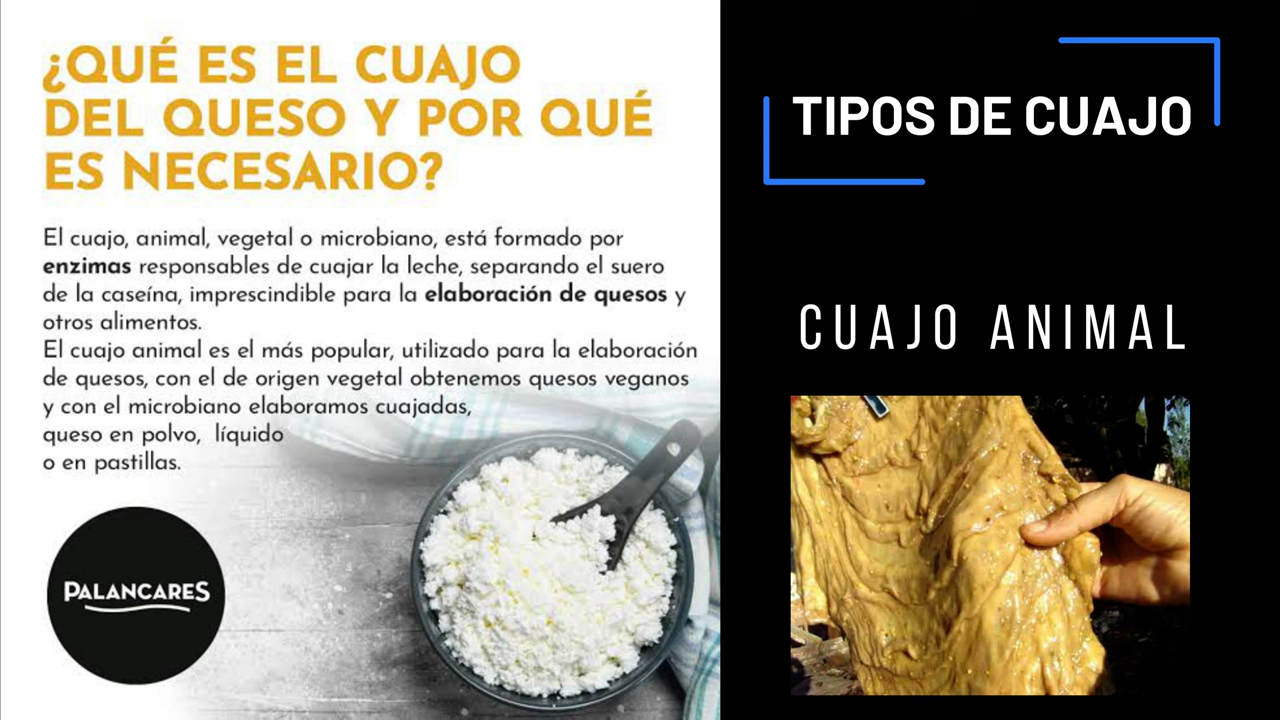 ¿QUÉ ES EL CUAJO
DEL QUESO Y POR QUÉ
ES NECESARIO?
El cuajo, animal, vegetal o microbiano, está formado por
enzimas responsables de cuajar la leche, separando el suero
de la caseína, imprescindible para la elaboración de quesos y
otros alimentos.
El cuajo animal es el más popular, utilizado para la elaboración
de quesos, con el de origen vegetal obtenemos quesos veganos
y con el microbiano elaboramos cuajadas,
queso en polvo, líquido
o en pastillas.
PALANCARES
TIPOS DE CUAJO
CUAJO ANIMAL